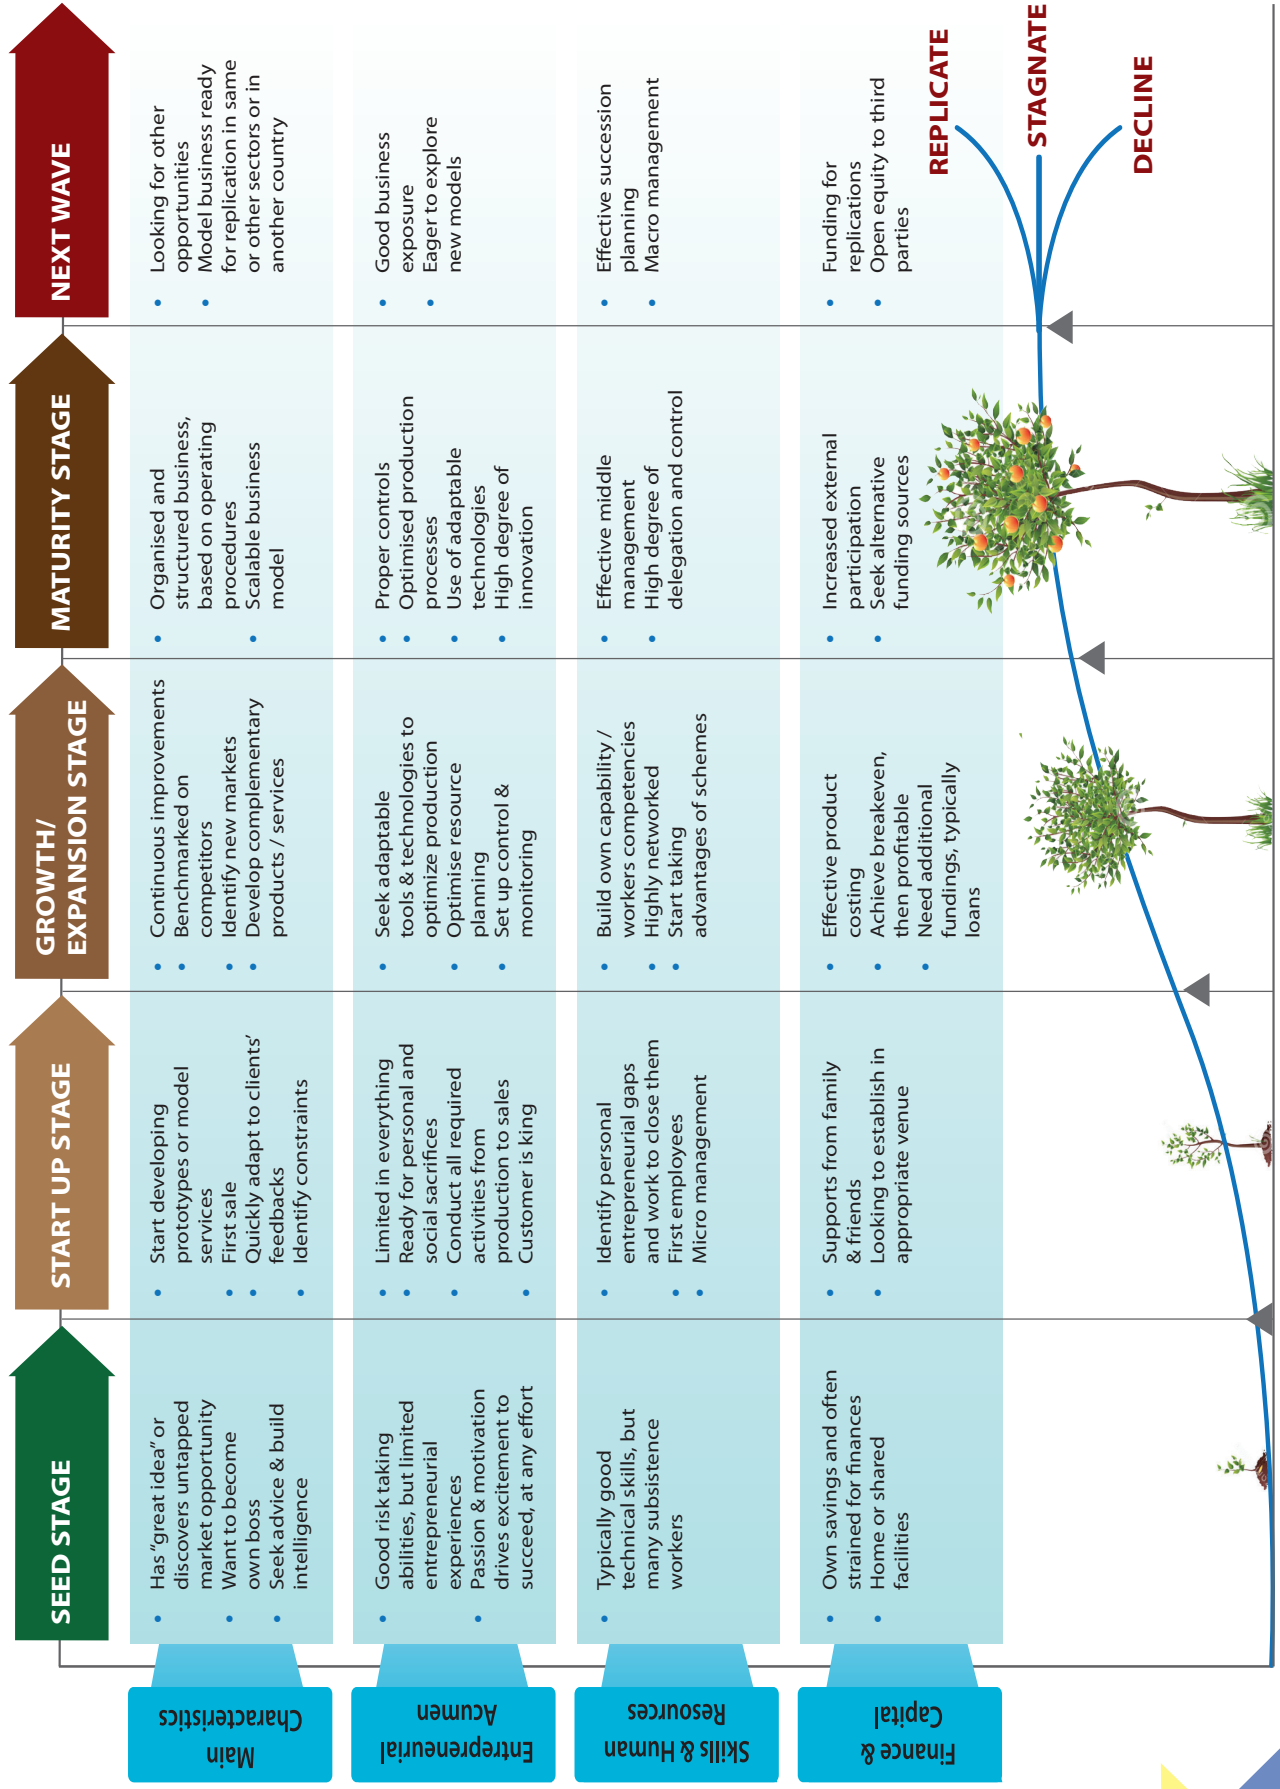 SEED STAGE
START UP STAGE
GROWTH/
EXPANSION STAGE
MATURITY STAGE
NEXT WAVE
Main
Characteristics
• Has "great idea" or
discovers untapped
market opportunity
• Want to become
own boss
• Seek advice & build
intelligence
• Start developing
prototypes or model
services
• First sale
• Quickly adapt to clients'
feedbacks
• Identify constraints
• Continuous improvements
• Benchmarked on
competitors
• Identify new markets
• Develop complementary
products / services
• Organised and
structured business,
based on operating
procedures
• Scalable business
model
• Looking for other
opportunities
• Model business ready
for replication in same
or other sectors or in
another country
Entrepreneurial
Acumen
• Good risk taking
abilities, but limited
entrepreneurial
experiences
• Passion & motivation
drives excitement to
succeed, at any effort
• Limited in everything
• Ready for personal and
social sacrifices
• Conduct all required
activities from
production to sales
• Customer is king
• Seek adaptable
tools & technologies to
optimize production
• Optimise resource
planning
• Set up control &
monitoring
• Proper controls
• Optimised production
processes
• Use of adaptable
technologies
• High degree of
innovation
• Good business
exposure
• Eager to explore
new models
Skills & Human
Resources
• Typically good
technical skills, but
many subsistence
workers
• Identify personal
entrepreneurial gaps
and work to close them
• First employees
• Micro management
• Build own capability /
workers competencies
• Highly networked
• Start taking
advantages of schemes
• Effective middle
management
• High degree of
delegation and control
• Effective succession
planning
• Macro management
Finance &
Capital
• Own savings and often
strained for finances
• Home or shared
facilities
• Supports from family
& friends
• Looking to establish in
appropriate venue
• Effective product
costing
• Achieve breakeven,
then profitable
• Need additional
fundings, typically
loans
• Increased external
participation
• Seek alternative
funding sources
• Funding for
replications
• Open equity to third
parties
REPLICATE
STAGNATE
DECLINE